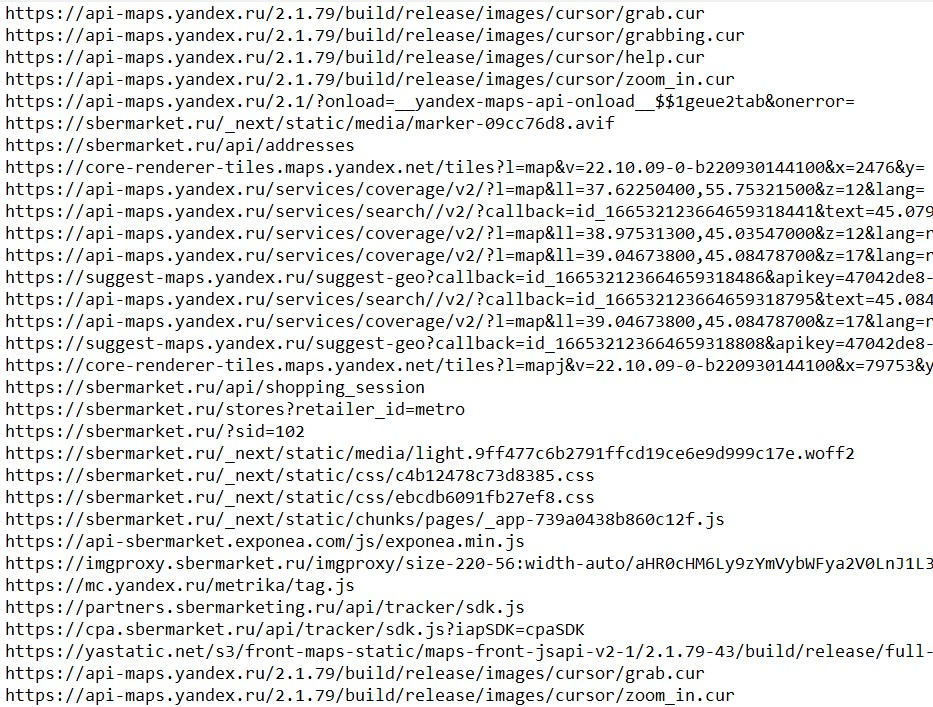 https://api-maps.yandex.ru/2.1.79/build/release/images/cursor/grab.cur
https://api-maps.yandex.ru/2.1.79/build/release/images/cursor/grabbing.cur
https://api-maps.yandex.ru/2.1.79/build/release/images/cursor/help.cur
https://api-maps.yandex.ru/2.1.79/build/release/images/cursor/zoom_in.cur
https://api-maps.yandex.ru/2.1/?onload=__yandex-maps-api-onload__$$1geue2tab&onerror=
https://sbermarket.ru/_next/static/media/marker-09cc76d8.avif
https://sbermarket.ru/api/addresses
https://core-renderer-tiles.maps.yandex.net/tiles?l=map&v=22.10.09-0-b220930144100&x=2476&y=
https://api-maps.yandex.ru/services/coverage/v2/?l=map&ll=37.62250400,55.75321500&z=12&lang=
https://api-maps.yandex.ru/services/search//v2/?callback=id_166532123664659318441&text=45.079
https://api-maps.yandex.ru/services/coverage/v2/?l=map&ll=38.97531300,45.03547000&z=12&lang=r
https://api-maps.yandex.ru/services/coverage/v2/?l=map&ll=39.04673800,45.08478700&z=17&lang=r
https://suggest-maps.yandex.ru/suggest-geo?callback=id_166532123664659318486&apikey=47042de8-
https://api-maps.yandex.ru/services/search//v2/?callback=id_166532123664659318795&text=45.084
https://api-maps.yandex.ru/services/coverage/v2/?l=map&ll=39.04673800,45.08478700&z=17&lang=r
https://suggest-maps.yandex.ru/suggest-geo?callback=id_166532123664659318808&apikey=47042de8-
https://core-renderer-tiles.maps.yandex.net/tiles?l=mapj&v=22.10.09-0-b220930144100&x=79753&y
https://sbermarket.ru/api/shopping_session
https://sbermarket.ru/stores?retailer_id=metro
https://sbermarket.ru/?sid=102
https://sbermarket.ru/_next/static/media/light.9ff477c6b2791ffcd19ce6e9d999c17e.woff2
https://sbermarket.ru/_next/static/css/c4b12478c73d8385.css
https://sbermarket.ru/_next/static/css/ebcdb6091fb27ef8.css
https://sbermarket.ru/_next/static/chunks/pages/_app-739a0438b860c12f.js
https://api-sbermarket.exponea.com/js/exponea.min.js
https://imgproxy.sbermarket.ru/imgproxy/size-220-56:width-auto/aHR0cHM6Ly9zYmVybWFya2V0LnJ1L3
https://mc.yandex.ru/metrika/tag.js
https://partners.sbermarketing.ru/api/tracker/sdk.js
https://cpa.sbermarket.ru/api/tracker/sdk.js?iapSDK=cpaSDK
https://yastatic.net/s3/front-maps-static/maps-front-jsapi-v2-1/2.1.79-43/build/release/full-
https://api-maps.yandex.ru/2.1.79/build/release/images/cursor/grab.cur
https://api-maps.yandex.ru/2.1.79/build/release/images/cursor/zoom_in.cur